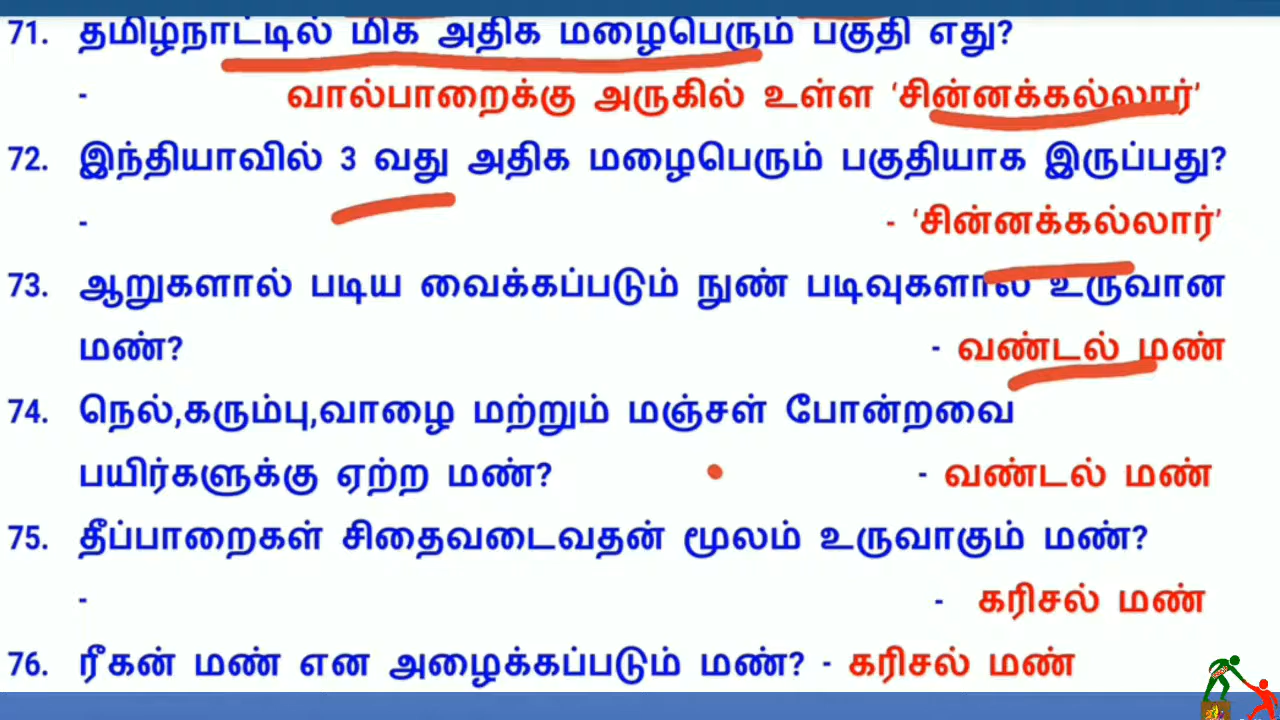 71. தமிழ்நாட்டில் மிக அதிக மழைபெரும் பகுதி எது?
- வால்பாறைக்கு அருகில் உள்ள ‘சின்னக்கல்லார்’
72. இந்தியாவில் 3 வது அதிக மழைபெரும் பகுதியாக இருப்பது?
- - ‘சின்னக்கல்லார்’
73. ஆறுகளால் படிய வைக்கப்படும் நுண் படிவுகளால் உருவான
மண்? - வண்டல் மண்
74. நெல்,கரும்பு,வாழை மற்றும் மஞ்சள் போன்றவை
பயிர்களுக்கு ஏற்ற மண்? - வண்டல் மண்
75. தீப்பாறைகள் சிதைவடைவதன் மூலம் உருவாகும் மண்?
- - கரிசல் மண்
76. ரீகன் மண் என அழைக்கப்படும் மண்? - கரிசல் மண்